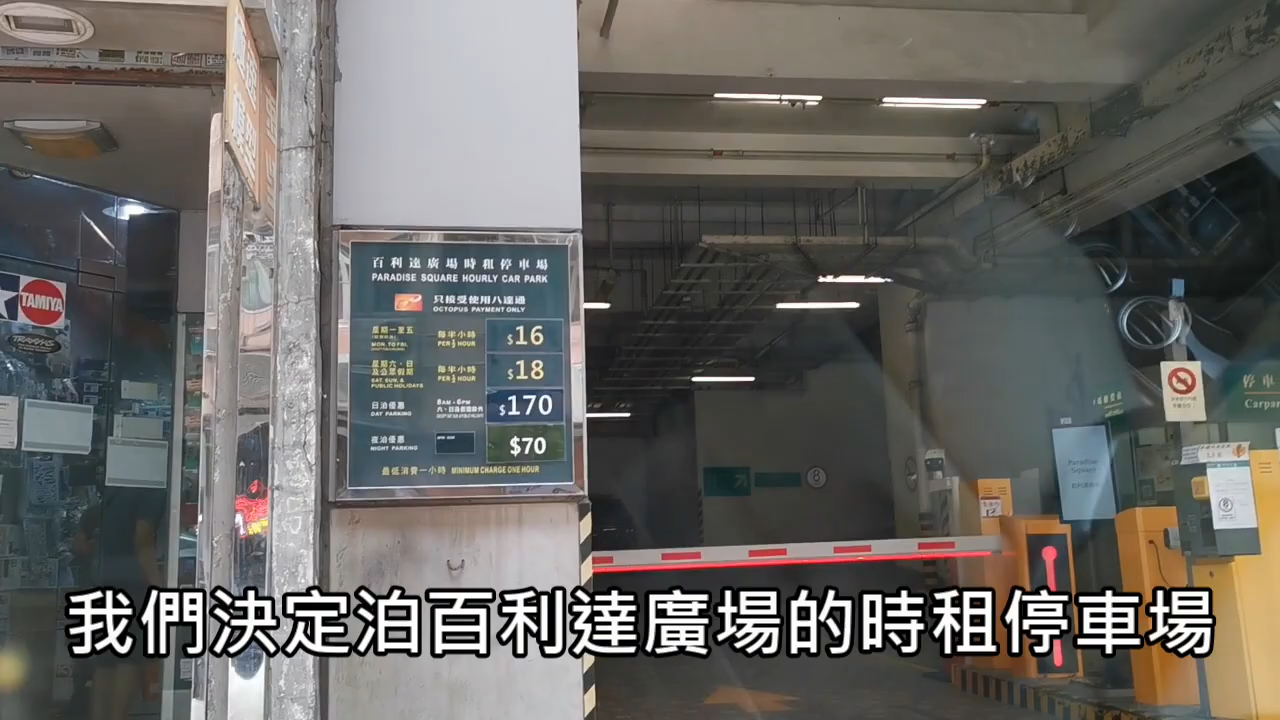 百利達廣場時租停車場
PARADISE SQUARE HOURLY CAR PARK
只接受使用八達通
OCTOPUS PAYMENT ONLY
星期一至五
MON. TO FRI.
每半小時
PER ½ HOUR
$16
星期六、日
及公眾假期
SAT. SUN. &
PUBLIC HOLIDAYS
每半小時
PER ½ HOUR
$18
日泊優惠
DAY PARKING
8AM - 6PM
$170
夜泊優惠
NIGHT PARKING
$70
最低消費一小時 MINIMUM CHARGE ONE HOUR
TAMIYA
TRAXXAS
停車
Carpar
Paradise
Square
8
我們決定泊百利達廣場的時租停車場